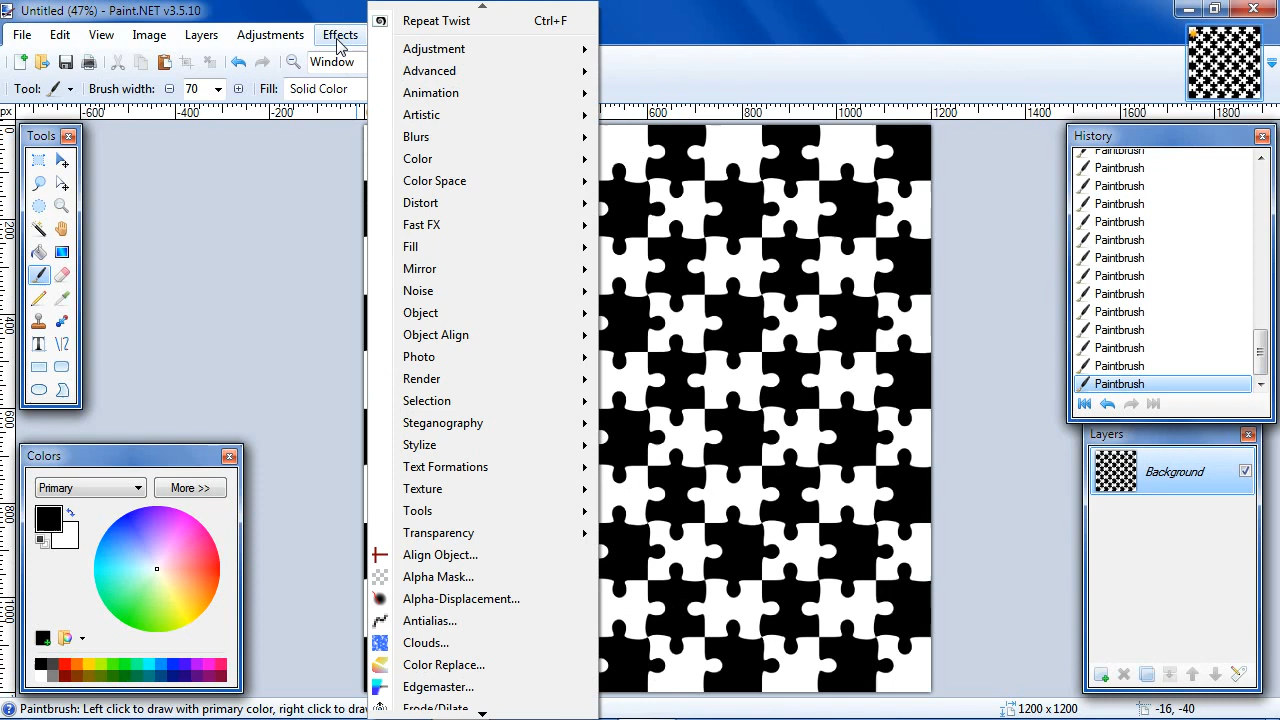 Untitled (47%) - Paint.NET v3.5.10
File Edit View Image Layers Adjustments Effects
Window
Tool: Brush width: 70 Fill: Solid Color
px -600 -400 -200 600 800 1000 1200 1400 1600 1800
Repeat Twist Ctrl+F
Adjustment
Advanced
Animation
Artistic
Blurs
Color
Color Space
Distort
Fast FX
Fill
Mirror
Noise
Object
Object Align
Photo
Render
Selection
Steganography
Stylize
Text Formations
Texture
Tools
Transparency
Align Object...
Alpha Mask...
Alpha-Displacement...
Antialias...
Clouds...
Color Replace...
Edgemaster...
Erode/Dilate
Tools
Colors
Primary More >>
History
Paintbrush
Paintbrush
Paintbrush
Paintbrush
Paintbrush
Paintbrush
Paintbrush
Paintbrush
Paintbrush
Paintbrush
Paintbrush
Paintbrush
Paintbrush
Paintbrush
Layers
Background
Paintbrush: Left click to draw with primary color, right click to draw
1200 x 1200
-16, -40